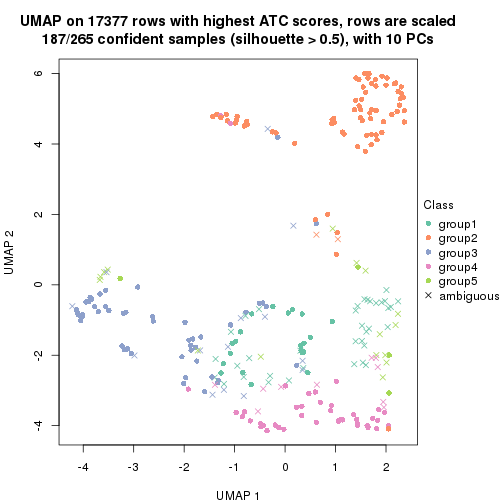 UMAP on 17377 rows with highest ATC scores, rows are scaled
187/265 confident samples (silhouette > 0.5), with 10 PCs
6
4
2
0
-2
-4
UMAP 2
-4
-3
-2
-1
0
1
2
UMAP 1
Class
group1
group2
group3
group4
group5
ambiguous